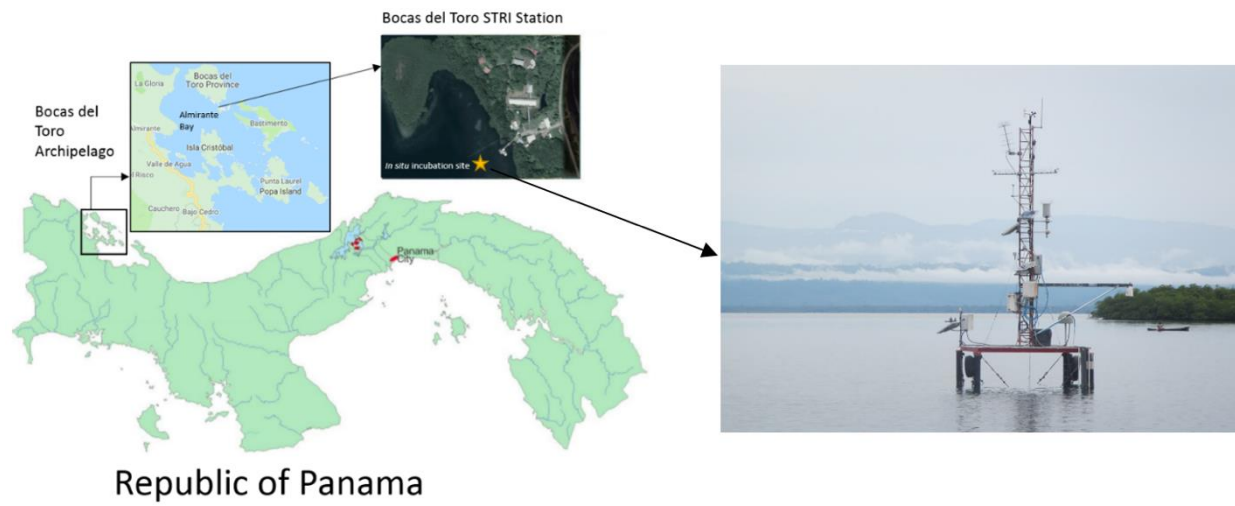 Bocas del Toro STRI Station
La Gloria
Bocas del
Toro Province
Bocas del
Toro
Archipelago
Almirante
Bay
Almirante
Bastimento
Isla Cristóbal
Valle de Agua
In situ incubation site
l Risco
Punta Laurel
Popa Island
Cauchero
Bajo Cedro
Panama
City
Republic of Panama